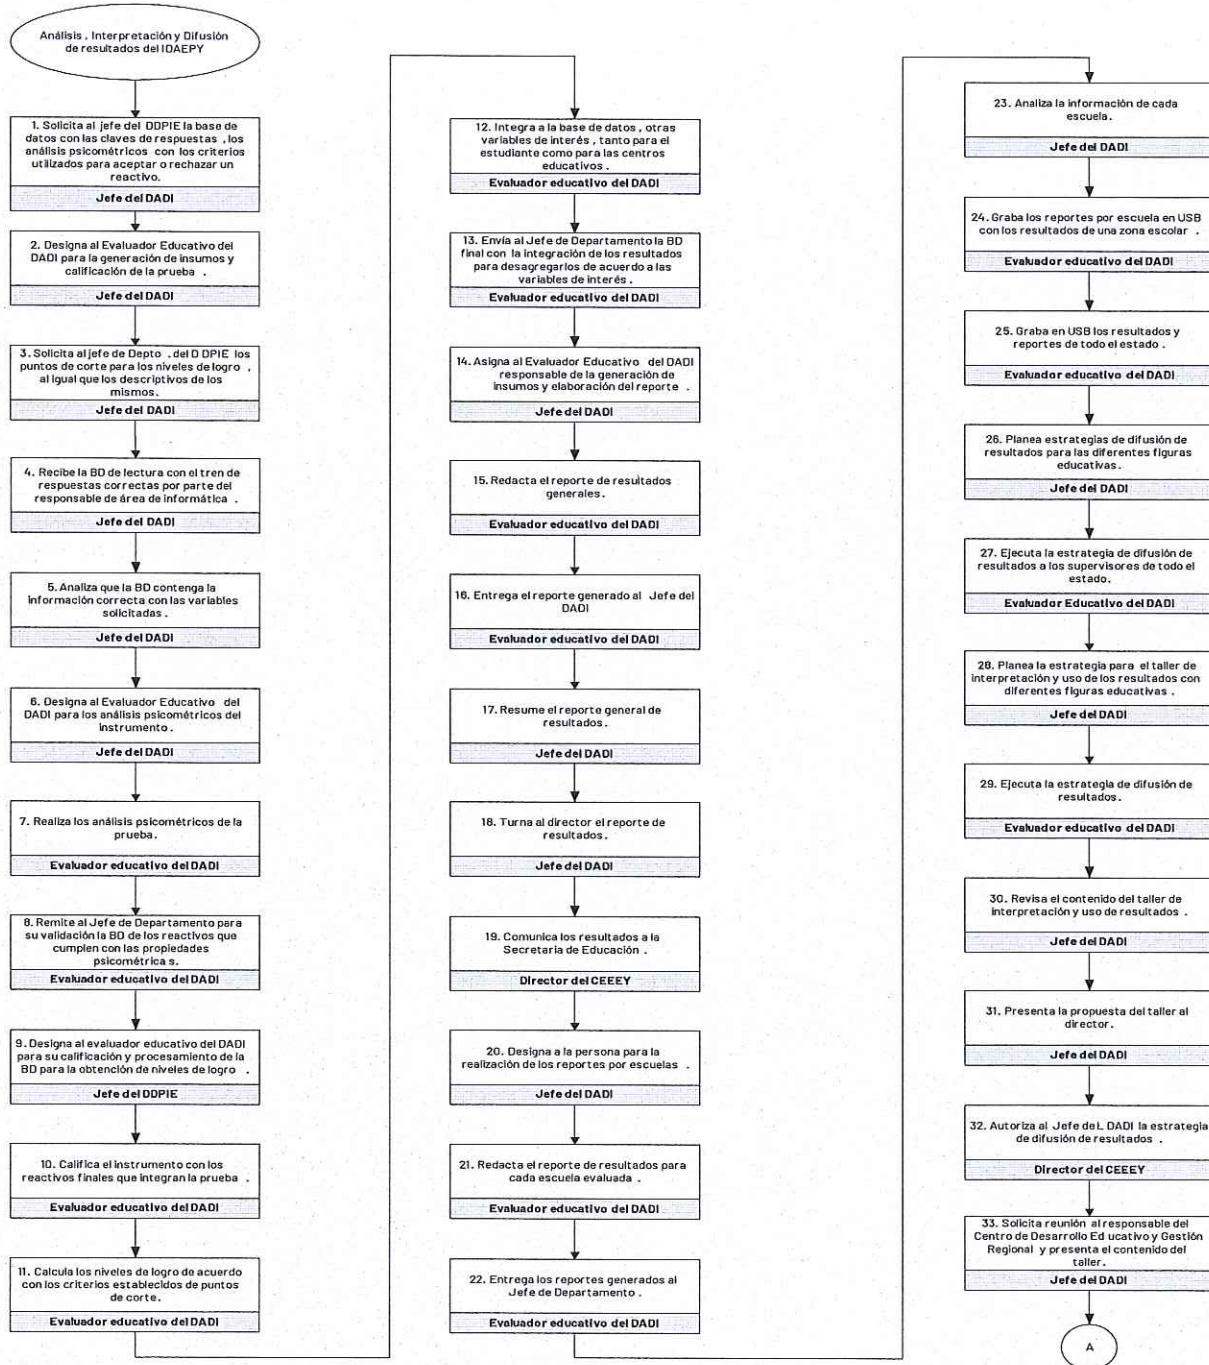 Análisis , Interpretación y Difusión
de resultados del IDAEPY
1. Solicita al jefe del DDPIE la base de
datos con las claves de respuestas , los
análisis psicométricos con los criterios
utilizados para aceptar o rechazar un
reactivo.
Jefe del DADI
2. Designa al Evaluador Educativo del
DADI para la generación de insumos y
calificación de la prueba .
Jefe del DADI
3. Solicita al jefe de Depto . del D DPIE los
puntos de corte para los niveles de logro ,
al igual que los descriptivos de los
mismos.
Jefe del DADI
4. Recibe la BD de lectura con el tren de
respuestas correctas por parte del
responsable de área de informática .
Jefe del DADI
5. Analiza que la BD contenga la
información correcta con las variables
solicitadas .
Jefe del DADI
6. Designa al Evaluador Educativo del
DADI para los análisis psicométricos del
instrumento .
Jefe del DADI
7. Realiza los análisis psicométricos de la
prueba.
Evaluador educativo del DADI
8. Remite al Jefe de Departamento para
su validación la BD de los reactivos que
cumplen con las propiedades
psicométrica s.
Evaluador educativo del DADI
9. Designa al evaluador educativo del DADI
para su calificación y procesamiento de la
BD para la obtención de niveles de logro .
Jefe del DDPIE
10. Califica el instrumento con los
reactivos finales que integran la prueba .
Evaluador educativo del DADI
11. Calcula los niveles de logro de acuerdo
con los criterios establecidos de puntos
de corte.
Evaluador educativo del DADI
12. Integra a la base de datos , otras
variables de interés , tanto para el
estudiante como para las centros
educativos .
Evaluador educativo del DADI
13. Envía al Jefe de Departamento la BD
final con la integración de los resultados
para desagregarlos de acuerdo a las
variables de interés .
Evaluador educativo del DADI
14. Asigna al Evaluador Educativo del DADI
responsable de la generación de
insumos y elaboración del reporte .
Jefe del DADI
15. Redacta el reporte de resultados
generales.
Evaluador educativo del DADI
16. Entrega el reporte generado al Jefe del
DADI
Evaluador educativo del DADI
17. Resume el reporte general de
resultados.
Jefe del DADI
18. Turna al director el reporte de
resultados.
Jefe del DADI
19. Comunica los resultados a la
Secretaria de Educación .
Director del CEEEY
20. Designa a la persona para la
realización de los reportes por escuelas .
Jefe del DADI
21. Redacta el reporte de resultados para
cada escuela evaluada .
Evaluador educativo del DADI
22. Entrega los reportes generados al
Jefe de Departamento .
Evaluador educativo del DADI
23. Analiza la información de cada
escuela.
Jefe del DADI
24. Graba los reportes por escuela en USB
con los resultados de una zona escolar .
Evaluador educativo del DADI
25. Graba en USB los resultados y
reportes de todo el estado .
Evaluador educativo del DADI
26. Planea estrategias de difusión de
resultados para las diferentes figuras
educativas.
Jefe del DADI
27. Ejecuta la estrategia de difusión de
resultados a los supervisores de todo el
estado.
Evaluador Educativo del DADI
28. Planea la estrategia para el taller de
interpretación y uso de los resultados con
diferentes figuras educativas .
Jefe del DADI
29. Ejecuta la estrategia de difusión de
resultados.
Evaluador educativo del DADI
30. Revisa el contenido del taller de
interpretación y uso de resultados .
Jefe del DADI
31. Presenta la propuesta del taller al
director.
Jefe del DADI
32. Autoriza al Jefe de L DADI la estrategia
de difusión de resultados .
Director del CEEEY
33. Solicita reunión al responsable del
Centro de Desarrollo Ed ucativo y Gestión
Regional y presenta el contenido del
taller.
Jefe del DADI
A